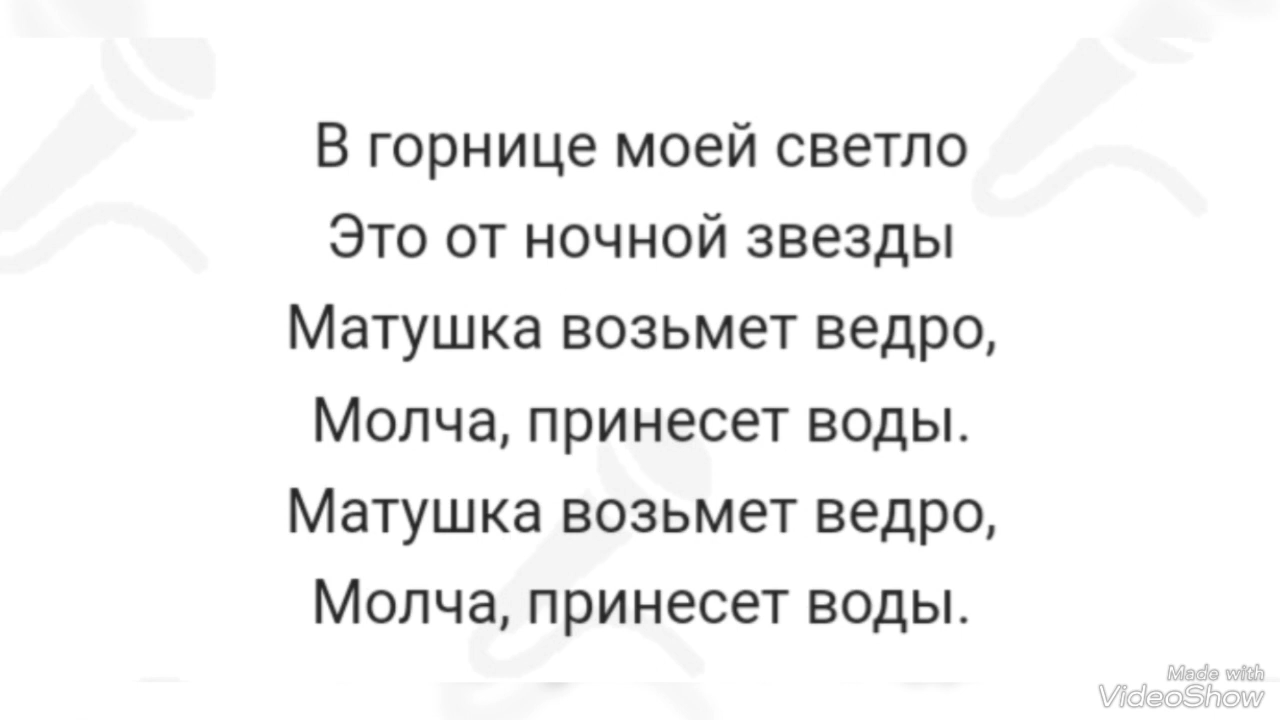 В горнице моей светло
Это от ночной звезды
Матушка возьмет ведро,
Молча, принесет воды.
Матушка возьмет ведро,
Молча, принесет воды.
Made with
VideoShow